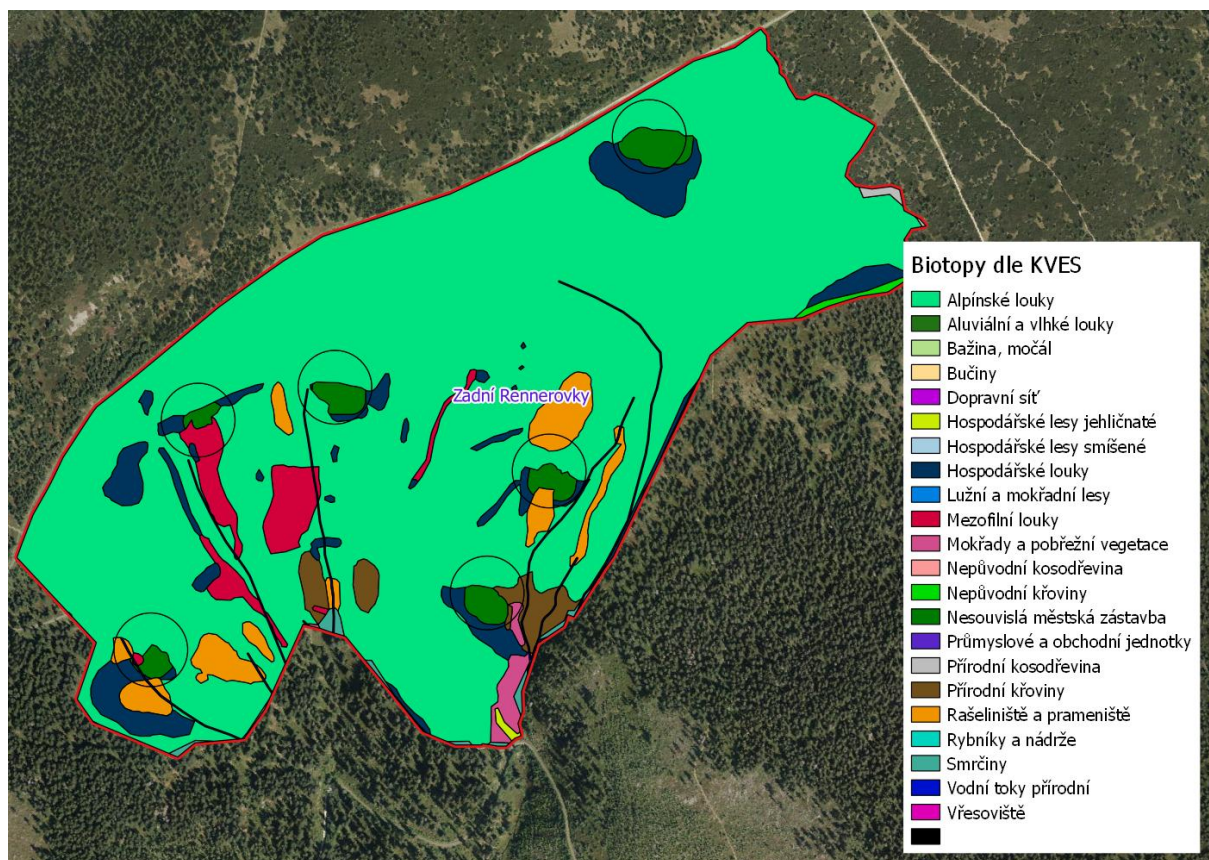 Zadní Rennerovky
Biotopy dle KVES
Alpínské louky
Aluviální a vlhké louky
Bažina, močál
Bučiny
Dopravní síť
Hospodářské lesy jehličnaté
Hospodářské lesy smíšené
Hospodářské louky
Lužní a mokřadní lesy
Mezofilní louky
Mokřady a pobřežní vegetace
Nepůvodní kosodřevina
Nepůvodní křoviny
Nesouvislá městská zástavba
Průmyslové a obchodní jednotky
Přírodní kosodřevina
Přírodní křoviny
Rašeliniště a prameniště
Rybníky a nádrže
Smrčiny
Vodní toky přírodní
Vřesoviště